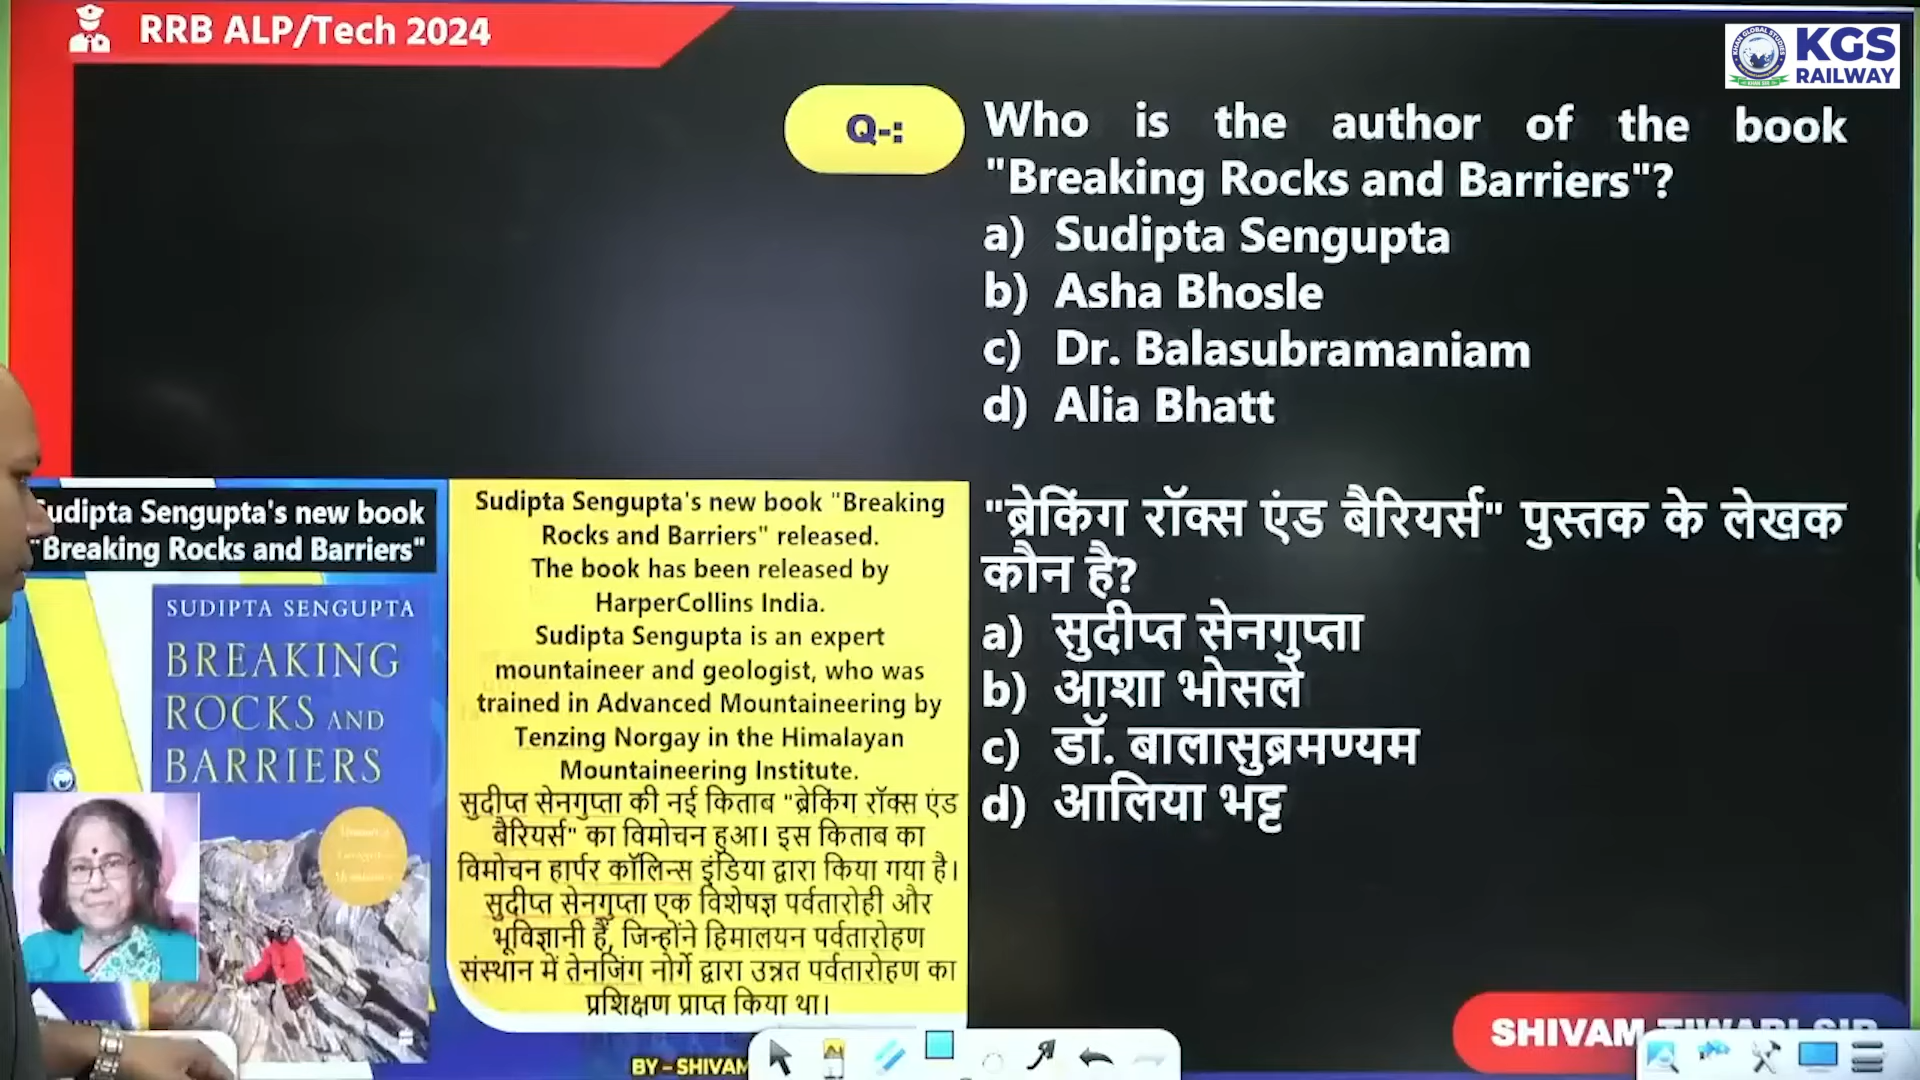 RRB ALP/Tech 2024
KGS
RAILWAY
Q-:
Who is the author of the book
"Breaking Rocks and Barriers"?
a) Sudipta Sengupta
b) Asha Bhosle
c) Dr. Balasubramaniam
d) Alia Bhatt
"ब्रेकिंग रॉक्स एंड बैरियर्स" पुस्तक के लेखक
कौन है?
a) सुदीप्त सेनगुप्ता
b) आशा भोसले
c) डॉ. बालासुब्रमण्यम
d) आलिया भट्ट
Sudipta Sengupta's new book
"Breaking Rocks and Barriers"
SUDIPTA SENGUPTA
BREAKING
ROCKS AND
BARRIERS
Sudipta Sengupta's new book "Breaking
Rocks and Barriers" released.
The book has been released by
HarperCollins India.
Sudipta Sengupta is an expert
mountaineer and geologist, who was
trained in Advanced Mountaineering by
Tenzing Norgay in the Himalayan
Mountaineering Institute.
सुदीप्त सेनगुप्ता की नई किताब "ब्रेकिंग रॉक्स एंड
बैरियर्स" का विमोचन हुआ। इस किताब का
विमोचन हार्पर कॉलिन्स इंडिया द्वारा किया गया है।
सुदीप्त सेनगुप्ता एक विशेषज्ञ पर्वतारोही और
भूविज्ञानी हैं, जिन्होंने हिमालयन पर्वतारोहण
संस्थान में तेनजिंग नोर्गे द्वारा उन्नत पर्वतारोहण का
प्रशिक्षण प्राप्त किया था।
BY – SHIVAM
SHIVAM TIWARI SIR